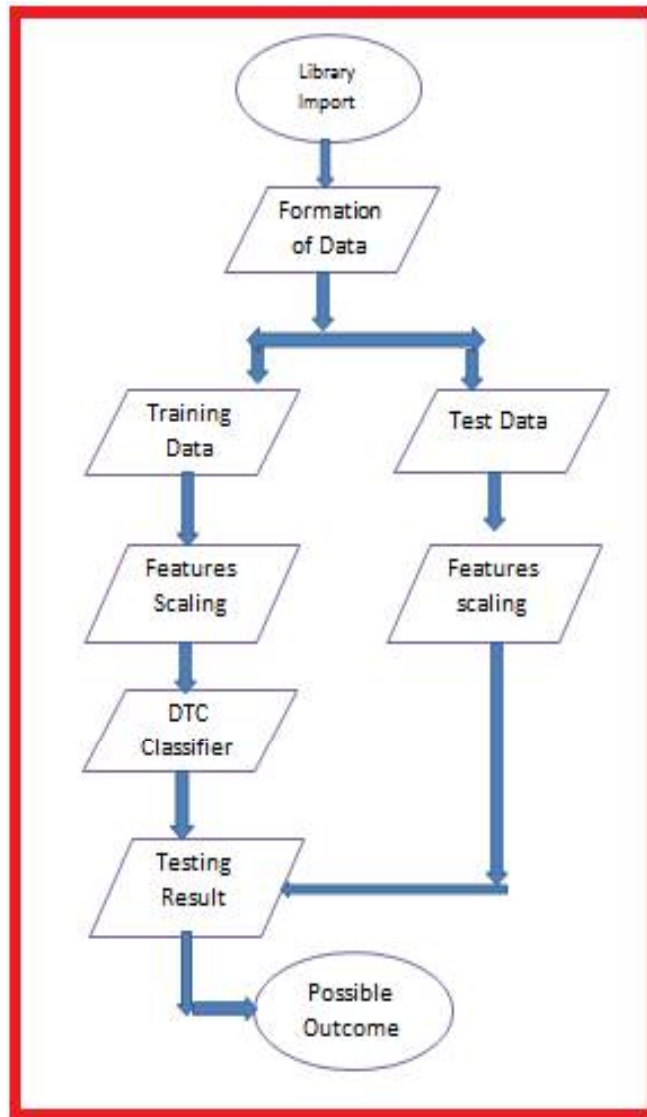 Library
Import
Formation
of Data
Training
Data
Test Data
Features
Scaling
Features
scaling
DTC
Classifier
Testing
Result
Possible
Outcome